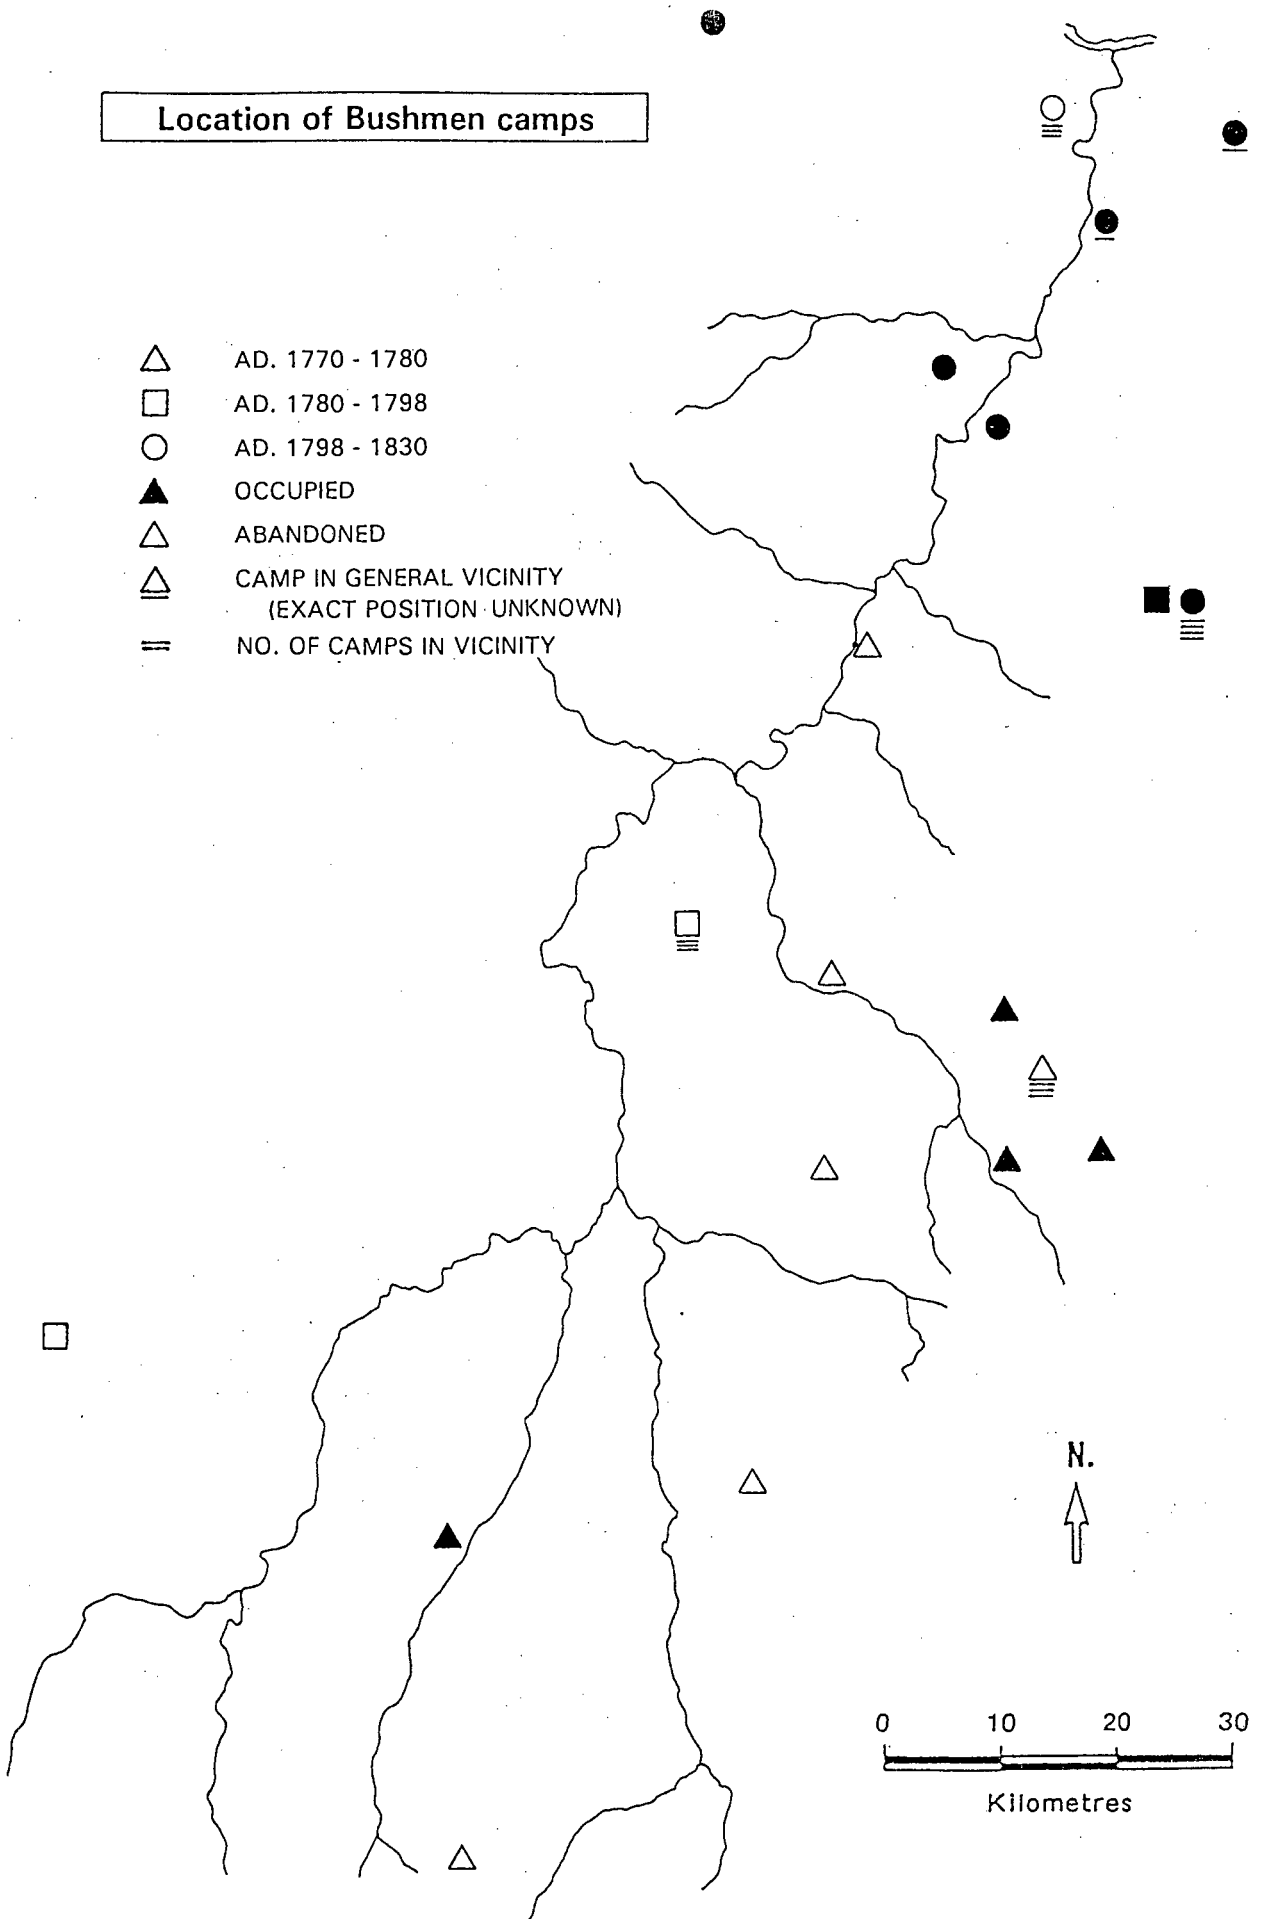 Location of Bushmen camps
AD. 1770 - 1780
AD. 1780 - 1798
AD. 1798 - 1830
OCCUPIED
ABANDONED
CAMP IN GENERAL VICINITY
(EXACT POSITION UNKNOWN)
NO. OF CAMPS IN VICINITY
N.
0 10 20 30
Kilometres